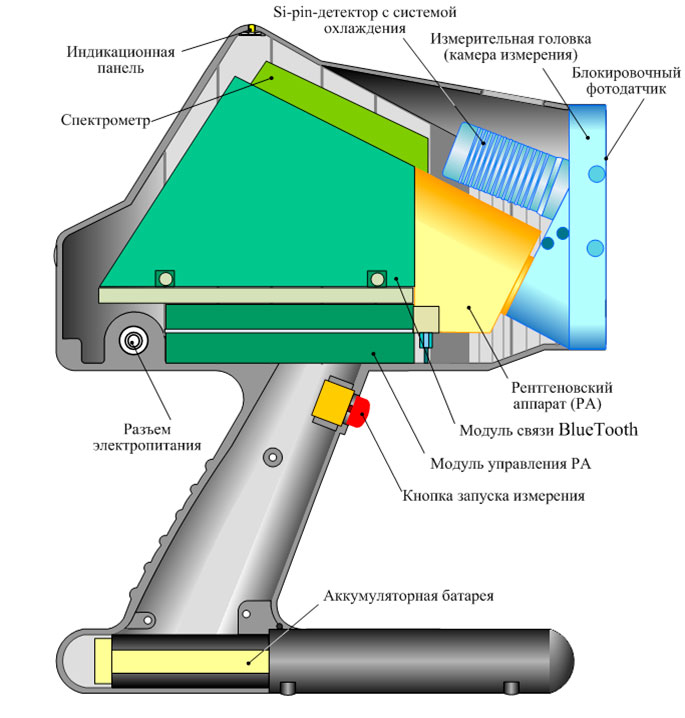 Si-pin-детектор с системой
охлаждения
Измерительная головка
(камера измерения)
Блокировочный
фотодатчик
Индикационная
панель
Спектрометр
Рентгеновский
аппарат (РА)
Модуль связи BlueTooth
Разъем
электропитания
Модуль управления РА
Кнопка запуска измерения
Аккумуляторная батарея